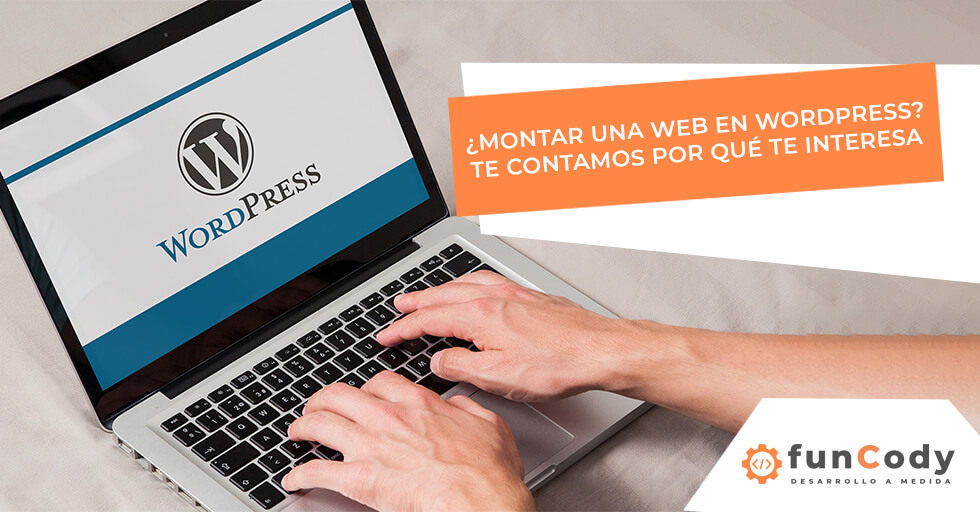 WORDPRESS
¿MONTAR UNA WEB EN WORDPRESS?
TE CONTAMOS POR QUÉ TE INTERESA
funCody
DESARROLLO A MEDIDA